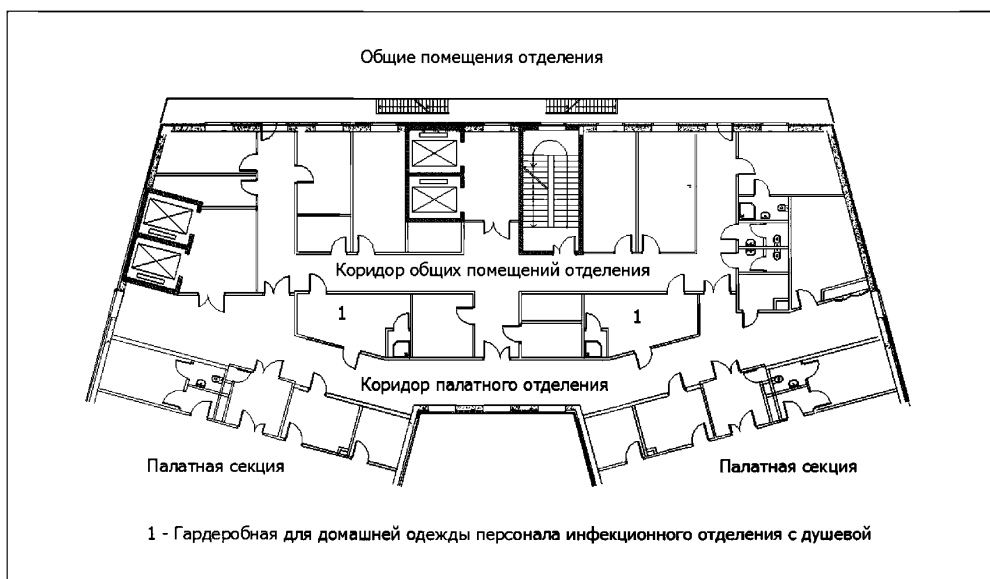 Общие помещения отделения
Коридор общих помещений отделения
1
1
Коридор палатного отделения
Палатная секция
Палатная секция
1 - Гардеробная для домашней одежды персонала инфекционного отделения с душевой